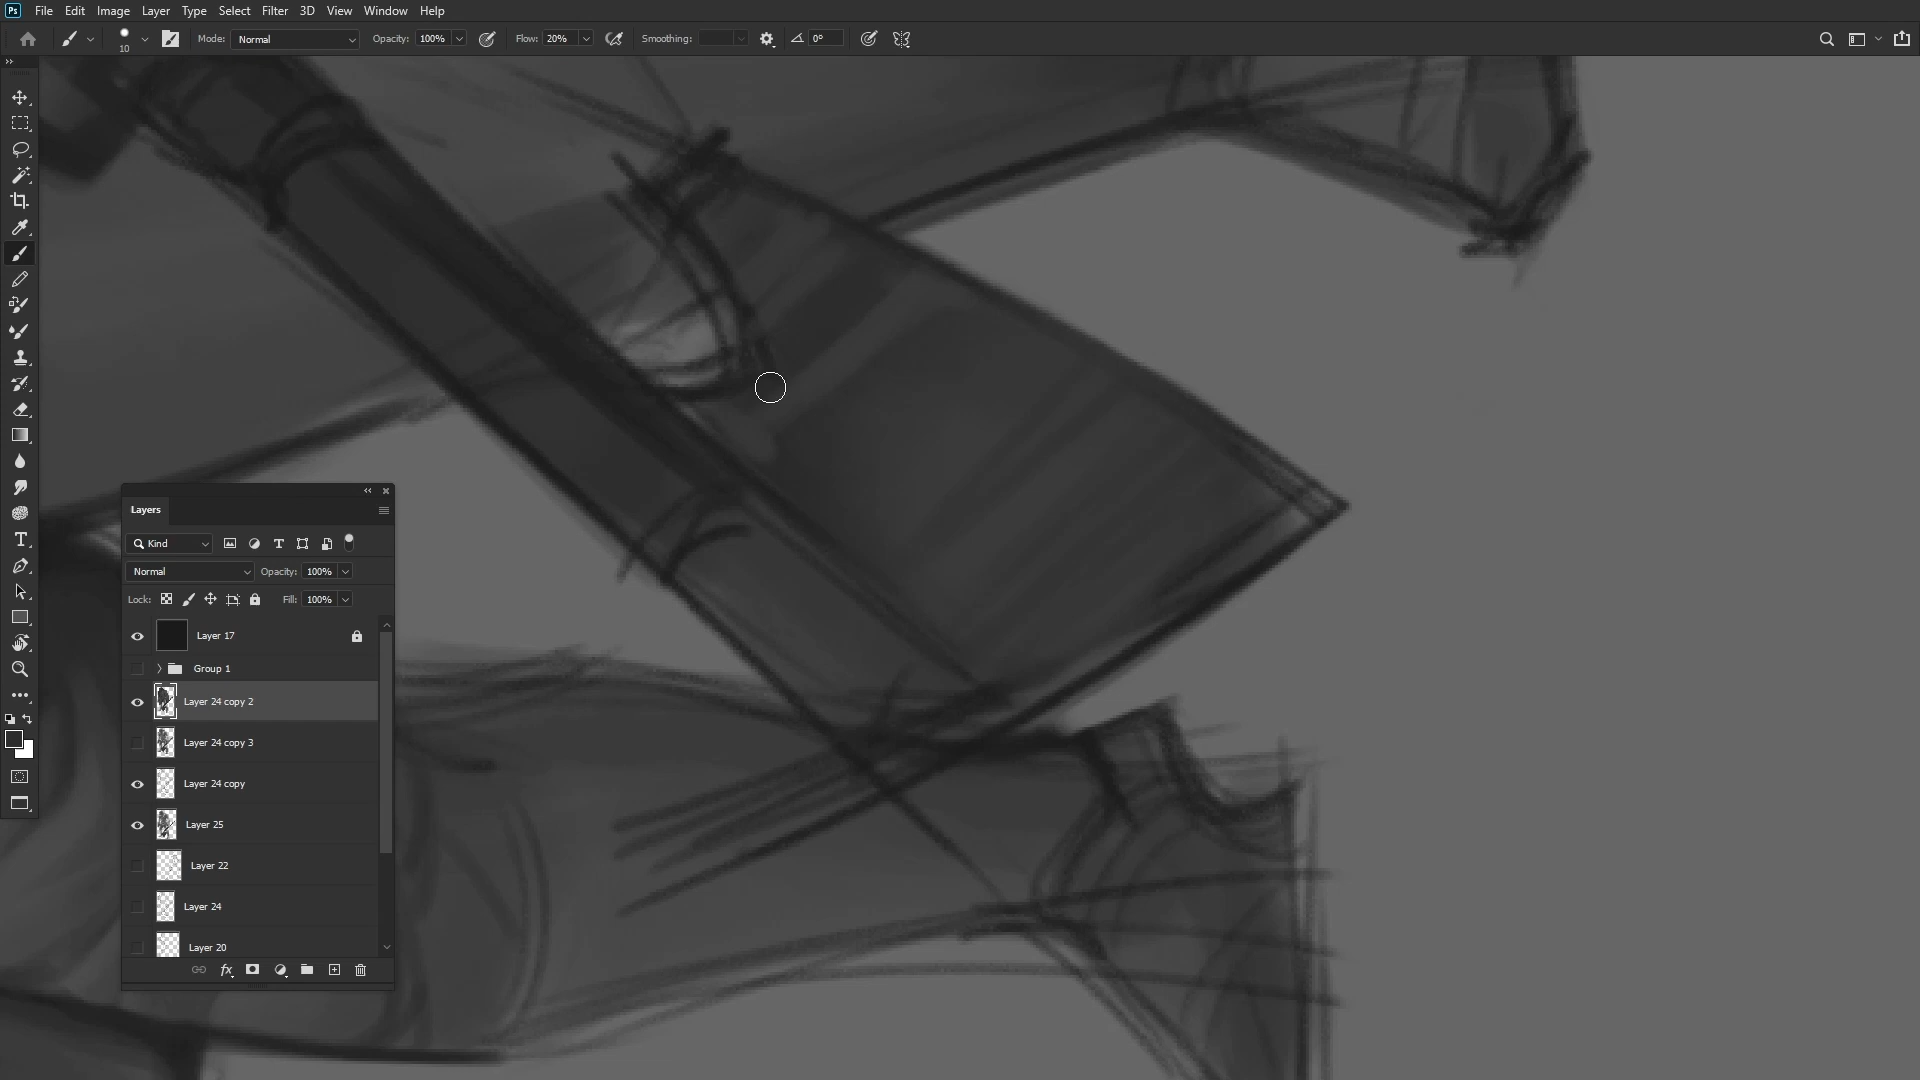 Ps File Edit Image Layer Type Select Filter 3D View Window Help
10 Mode: Normal Opacity: 100% Flow: 20% Smoothing: 0°
Layers
Kind
Normal Opacity: 100%
Lock: Fill: 100%
Layer 17
Group 1
Layer 24 copy 2
Layer 24 copy 3
Layer 24 copy
Layer 25
Layer 22
Layer 24
Layer 20
fx